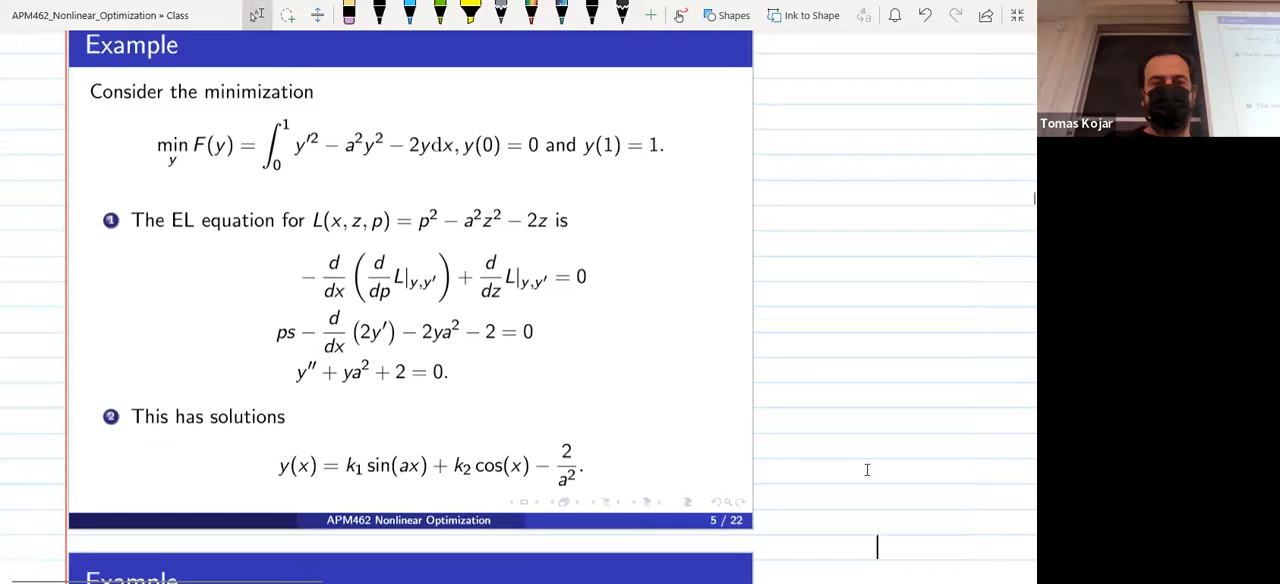 APM462_Nonlinear_Optimization » Class
Shapes
Ink to Shape
Example
Consider the minimization
min_y F(y) = ∫_0^1 y′² − a²y² − 2ydx, y(0) = 0 and y(1) = 1.
1 The EL equation for L(x, z, p) = p² − a²z² − 2z is
− d/dx ( d/dp L|_{y,y′} ) + d/dz L|_{y,y′} = 0
ps − d/dx (2y′) − 2ya² − 2 = 0
y″ + ya² + 2 = 0.
2 This has solutions
y(x) = k₁ sin(ax) + k₂ cos(x) − 2/a².
APM462 Nonlinear Optimization
5 / 22
Example
Tomas Kojar